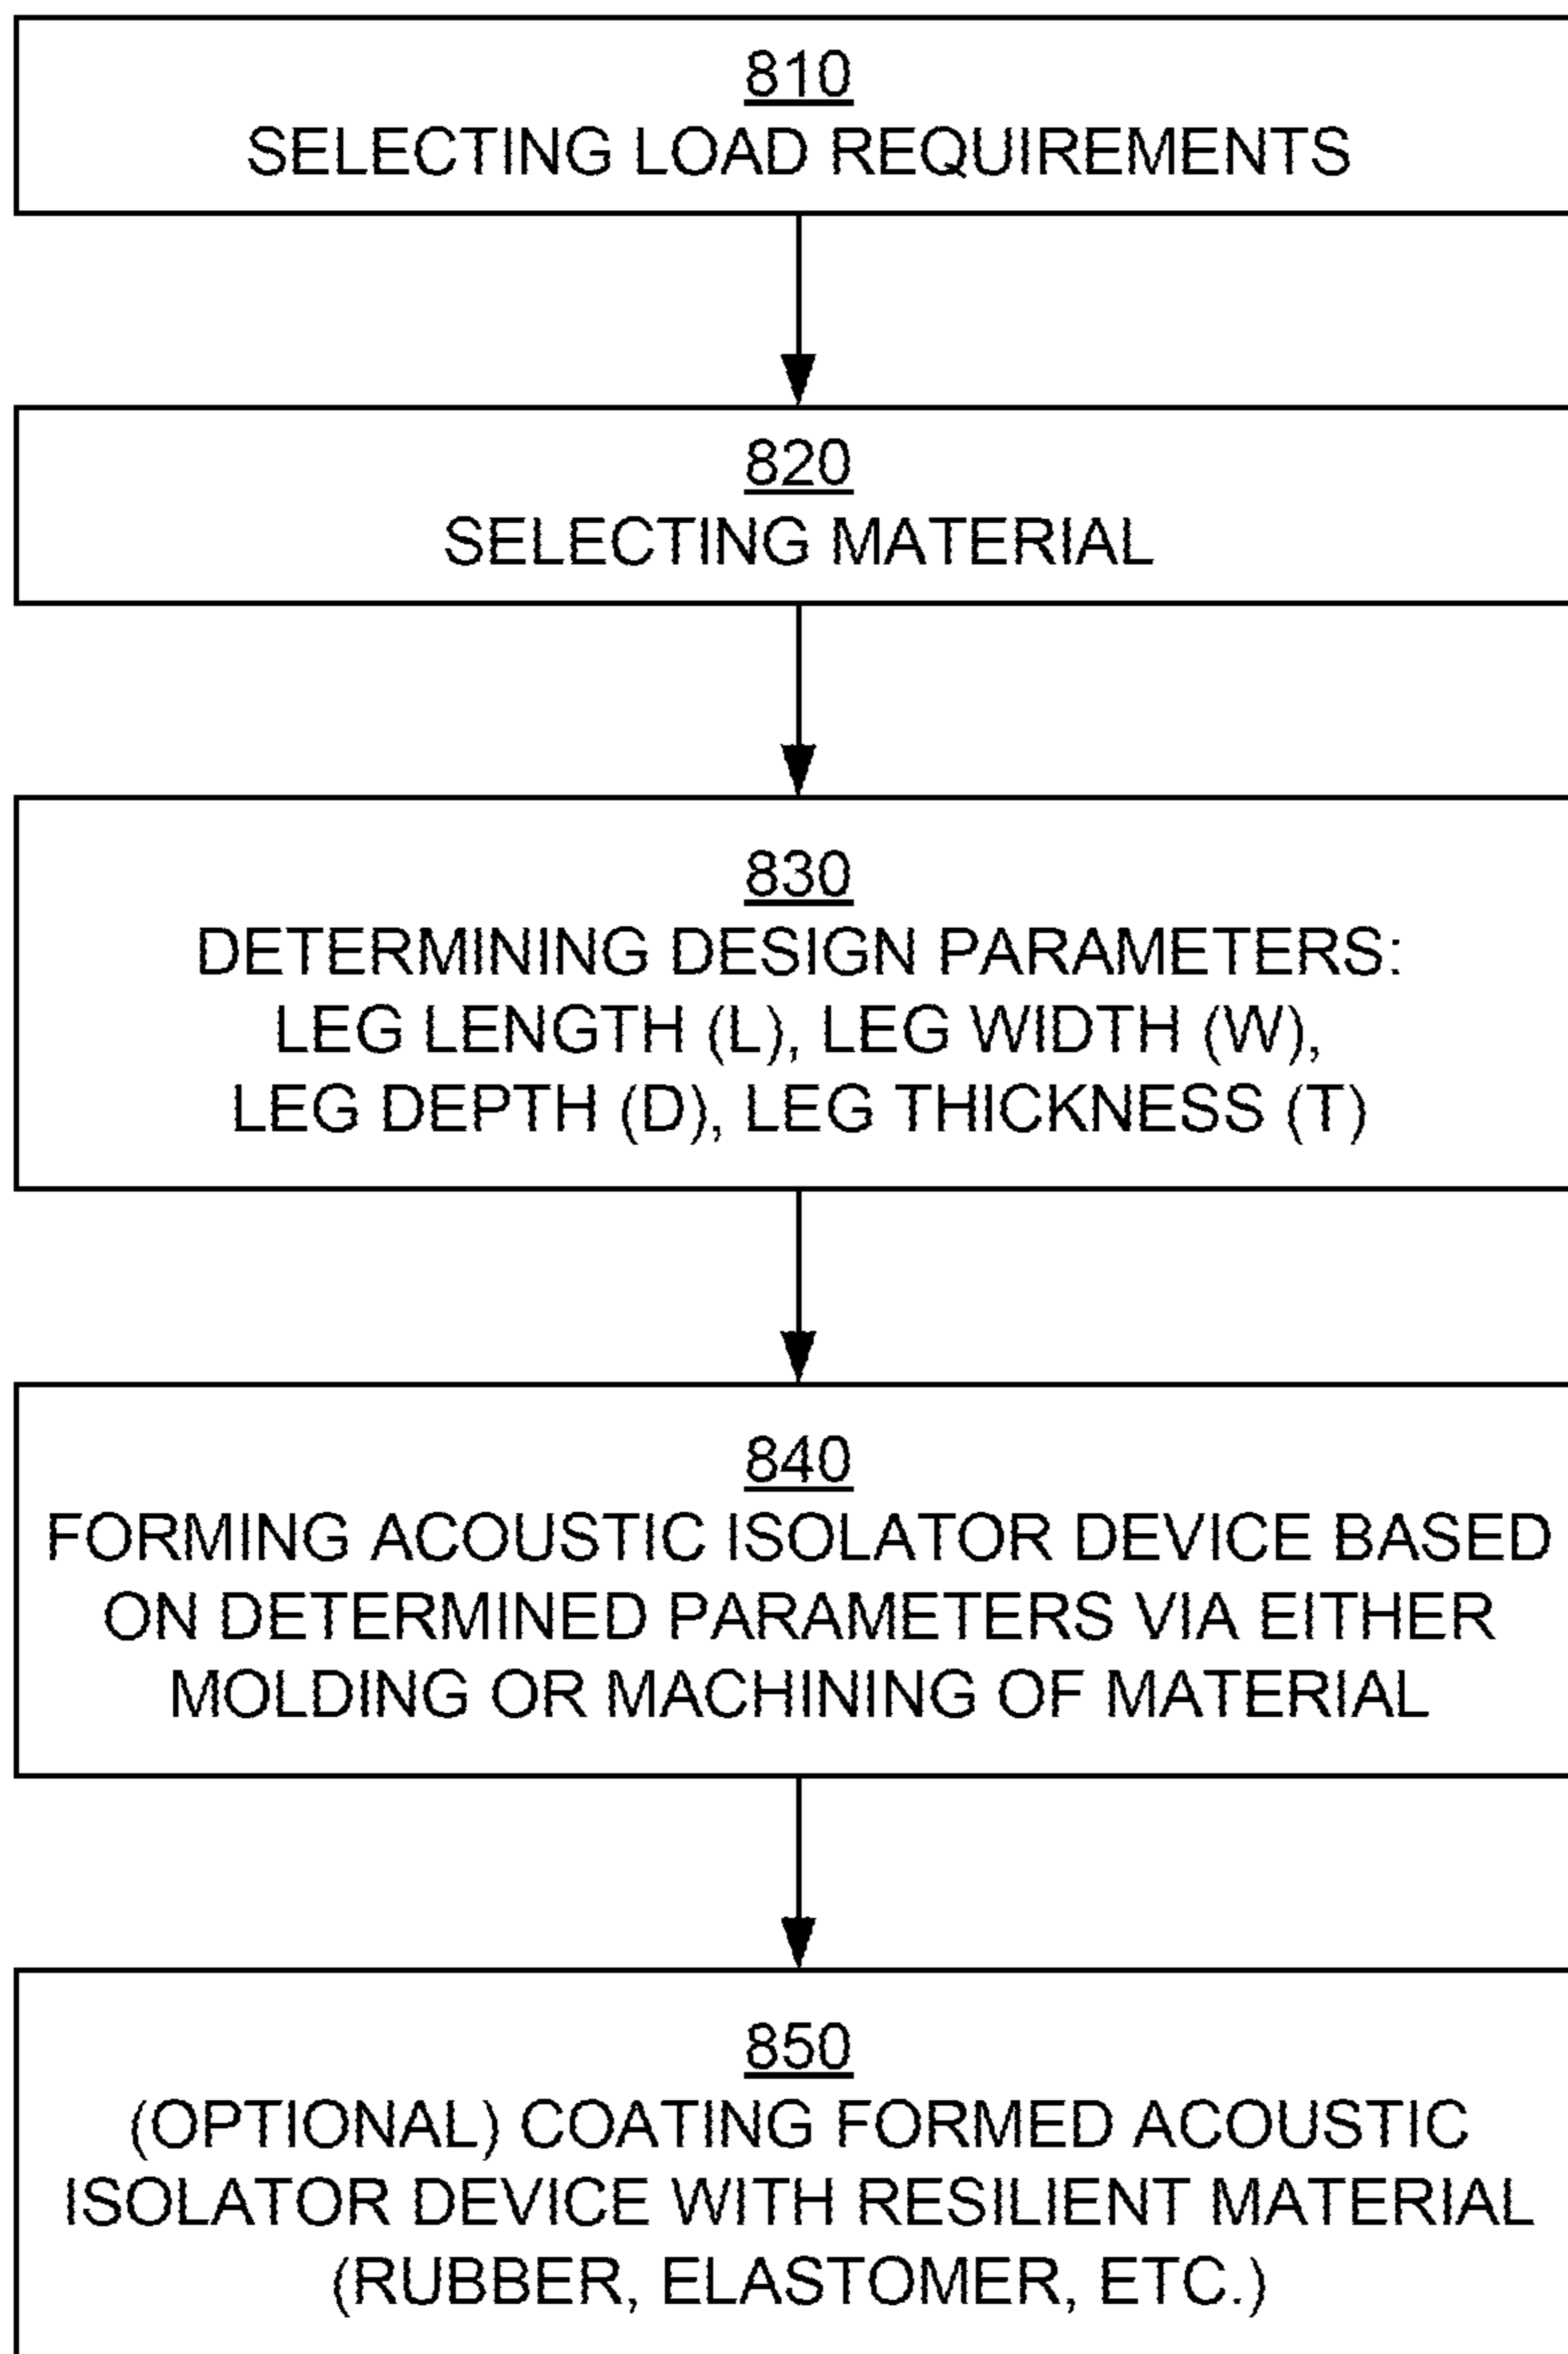 810
SELECTING LOAD REQUIREMENTS
820
SELECTING MATERIAL
830
DETERMINING DESIGN PARAMETERS:
LEG LENGTH (L), LEG WIDTH (W),
LEG DEPTH (D), LEG THICKNESS (T)
840
FORMING ACOUSTIC ISOLATOR DEVICE BASED
ON DETERMINED PARAMETERS VIA EITHER
MOLDING OR MACHINING OF MATERIAL
850
(OPTIONAL) COATING FORMED ACOUSTIC
ISOLATOR DEVICE WITH RESILIENT MATERIAL
(RUBBER, ELASTOMER, ETC.)